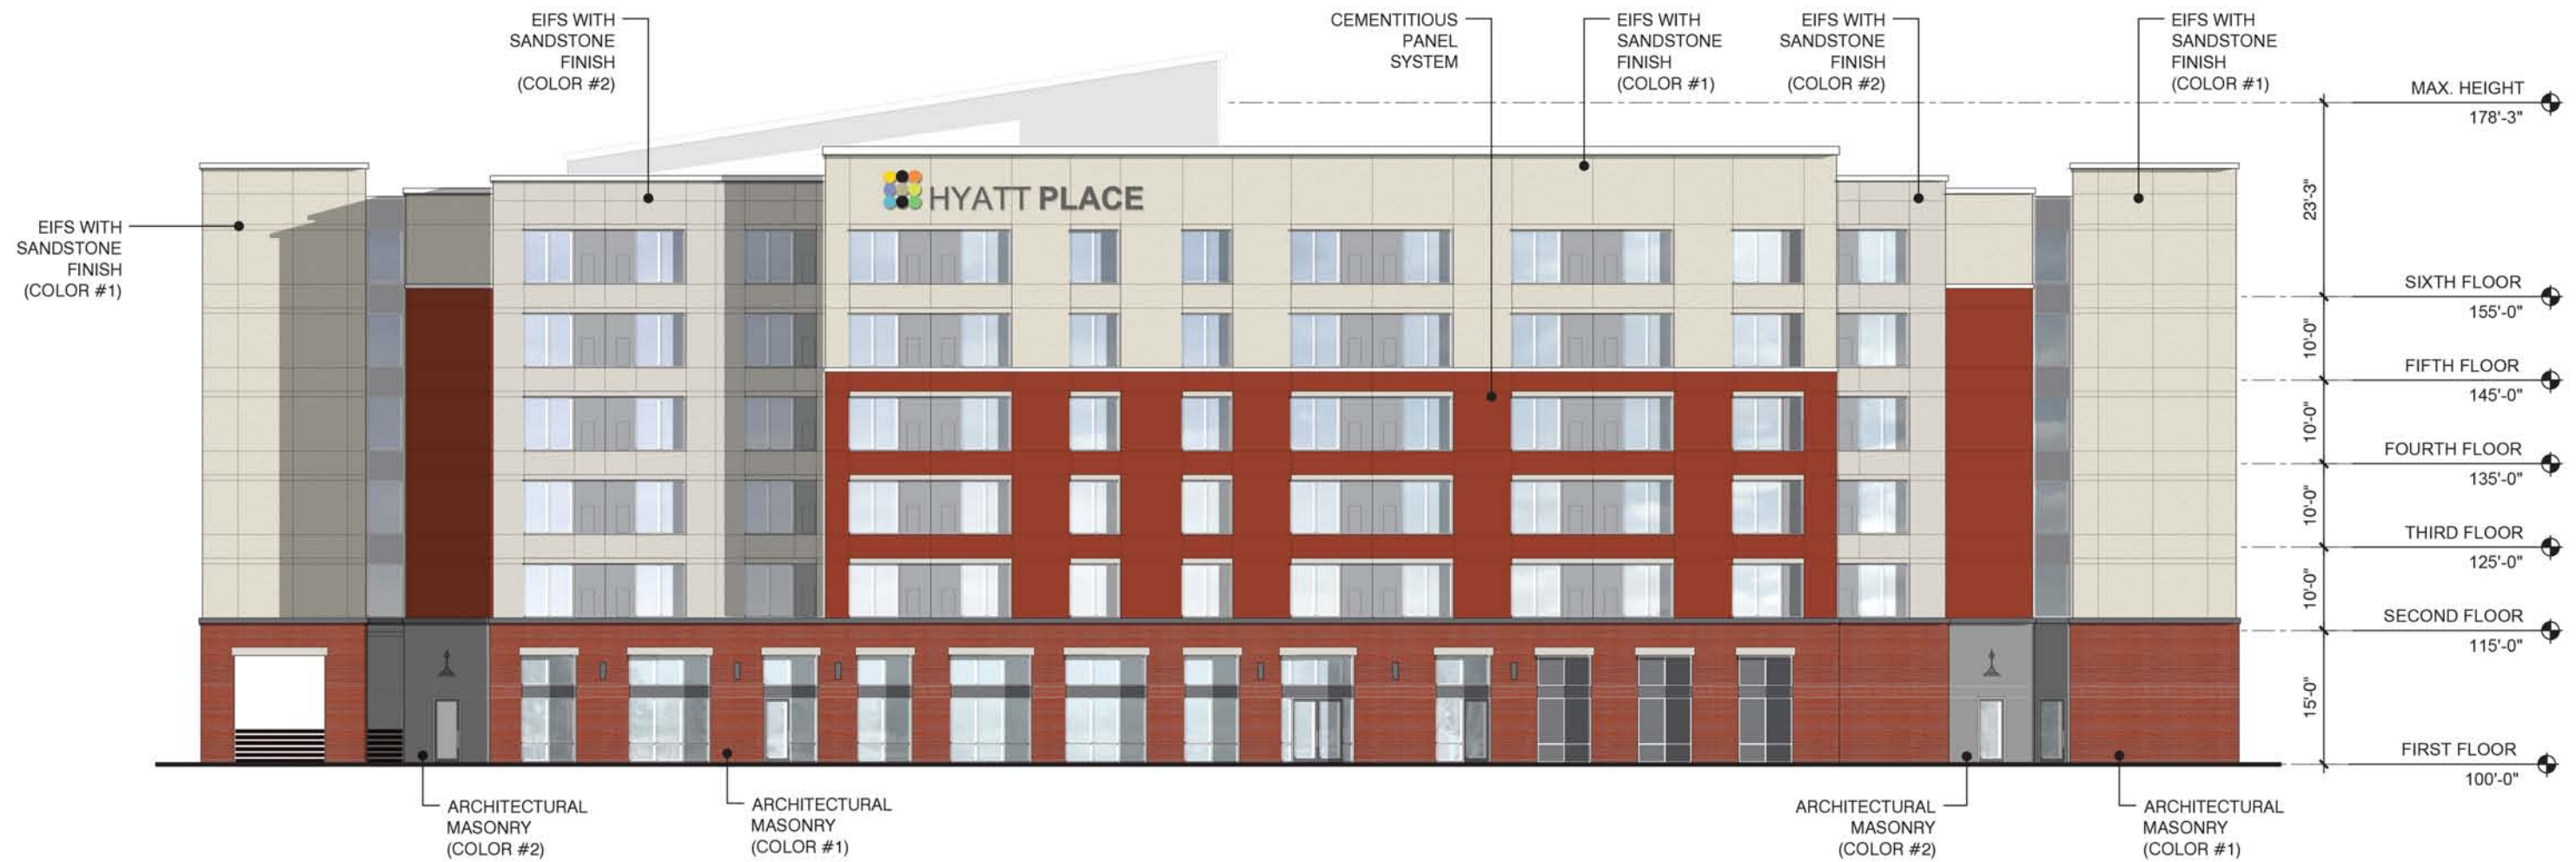 EIFS WITH
SANDSTONE
FINISH
(COLOR #2)
CEMENTITIOUS
PANEL
SYSTEM
EIFS WITH
SANDSTONE
FINISH
(COLOR #1)
EIFS WITH
SANDSTONE
FINISH
(COLOR #2)
EIFS WITH
SANDSTONE
FINISH
(COLOR #1)
EIFS WITH
SANDSTONE
FINISH
(COLOR #1)
HYATT PLACE
MAX. HEIGHT
178'-3"
23'-3"
SIXTH FLOOR
155'-0"
10'-0"
FIFTH FLOOR
145'-0"
10'-0"
FOURTH FLOOR
135'-0"
10'-0"
THIRD FLOOR
125'-0"
10'-0"
SECOND FLOOR
115'-0"
15'-0"
FIRST FLOOR
100'-0"
ARCHITECTURAL
MASONRY
(COLOR #2)
ARCHITECTURAL
MASONRY
(COLOR #1)
ARCHITECTURAL
MASONRY
(COLOR #2)
ARCHITECTURAL
MASONRY
(COLOR #1)